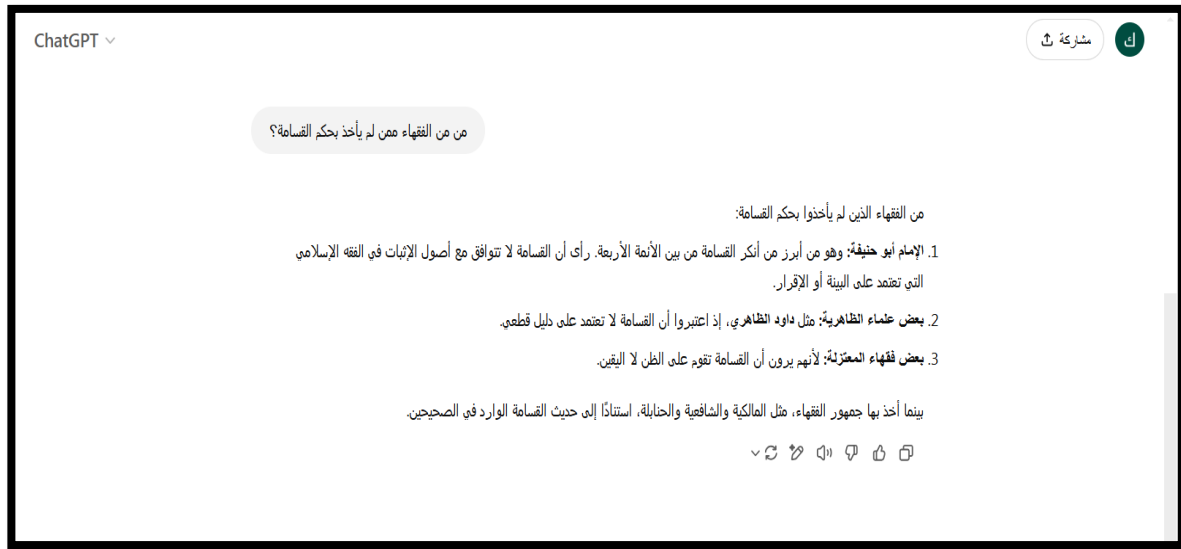 ChatGPT
مشاركة
ك
من من الفقهاء ممن لم يأخذ بحكم القسامة؟
من الفقهاء الذين لم يأخذوا بحكم القسامة:
1. الإمام أبو حنيفة: وهو من أبرز من أنكر القسامة من بين الأئمة الأربعة. رأى أن القسامة لا تتوافق مع أصول الإثبات في الفقه الإسلامي
التي تعتمد على البينة أو الإقرار.
2. بعض علماء الظاهرية: مثل داود الظاهري، إذ اعتبروا أن القسامة لا تعتمد على دليل قطعي.
3. بعض فقهاء المعتزلة: لأنهم يرون أن القسامة تقوم على الظن لا اليقين.
بينما أخذ بها جمهور الفقهاء، مثل المالكية والشافعية والحنابلة، استنادًا إلى حديث القسامة الوارد في الصحيحين.